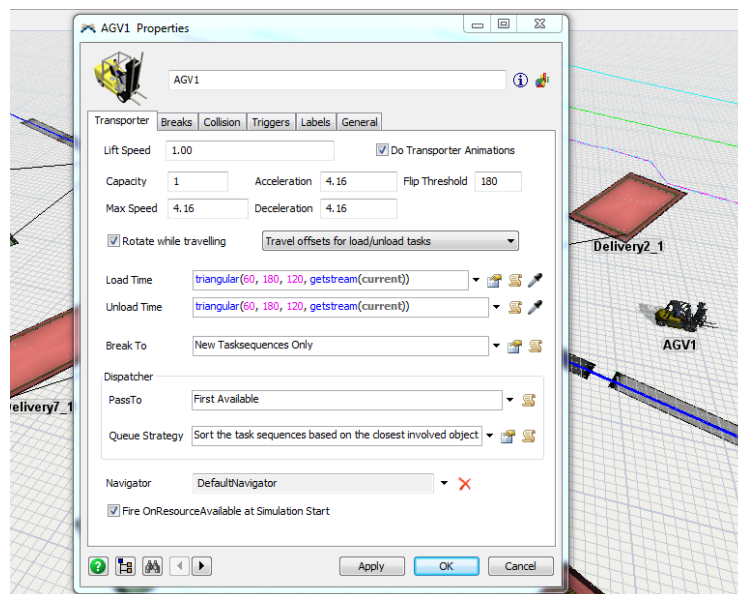 AGV1 Properties
AGV1
Transporter Breaks Collision Triggers Labels General
Lift Speed 1.00 Do Transporter Animations
Capacity 1 Acceleration 4.16 Flip Threshold 180
Max Speed 4.16 Deceleration 4.16
Rotate while travelling Travel offsets for load/unload tasks
Load Time triangular(60, 180, 120, getstream(current))
Unload Time triangular(60, 180, 120, getstream(current))
Break To New Tasksequences Only
Dispatcher
PassTo First Available
Queue Strategy Sort the task sequences based on the closest involved object
Navigator DefaultNavigator
Fire OnResourceAvailable at Simulation Start
Apply OK Cancel
Delivery2_1
AGV1
elivery7_1